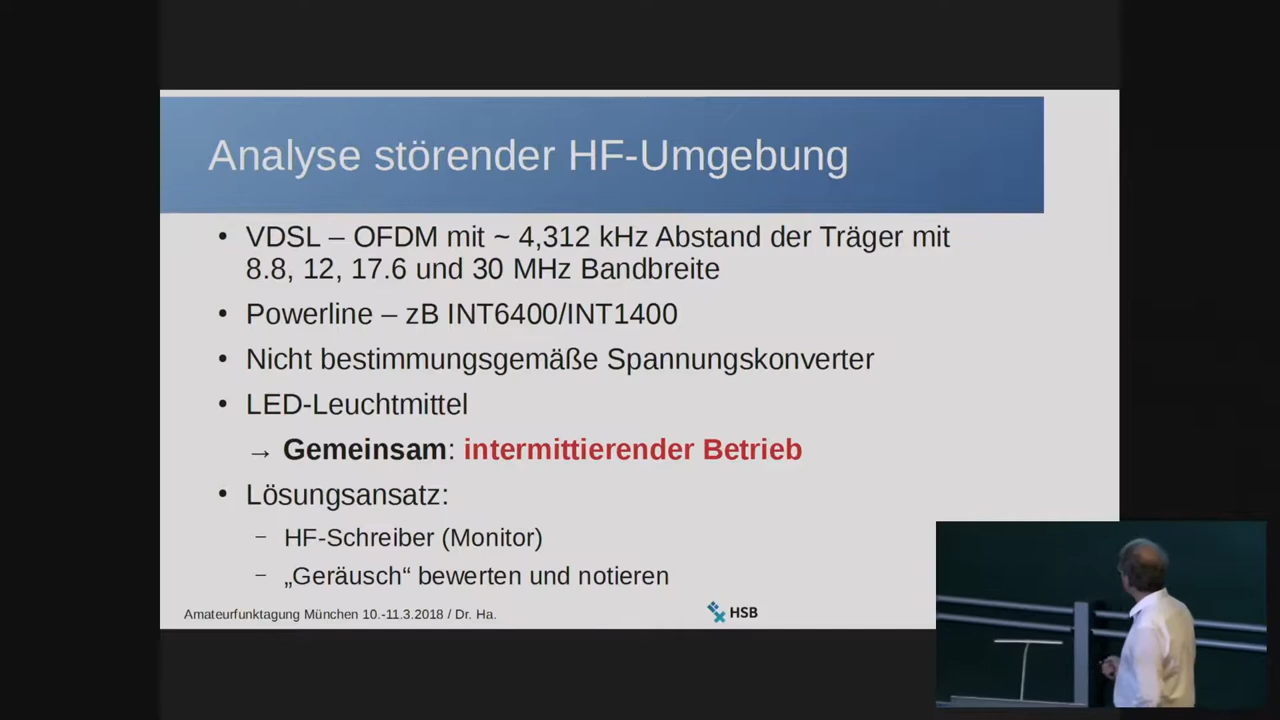 Analyse störender HF-Umgebung
• VDSL – OFDM mit ~ 4,312 kHz Abstand der Träger mit
8.8, 12, 17.6 und 30 MHz Bandbreite
• Powerline – zB INT6400/INT1400
• Nicht bestimmungsgemäße Spannungskonverter
• LED-Leuchtmittel
→ Gemeinsam: intermittierender Betrieb
• Lösungsansatz:
– HF-Schreiber (Monitor)
– „Geräusch“ bewerten und notieren
Amateurfunktagung München 10.-11.3.2018 / Dr. Ha.
HSB